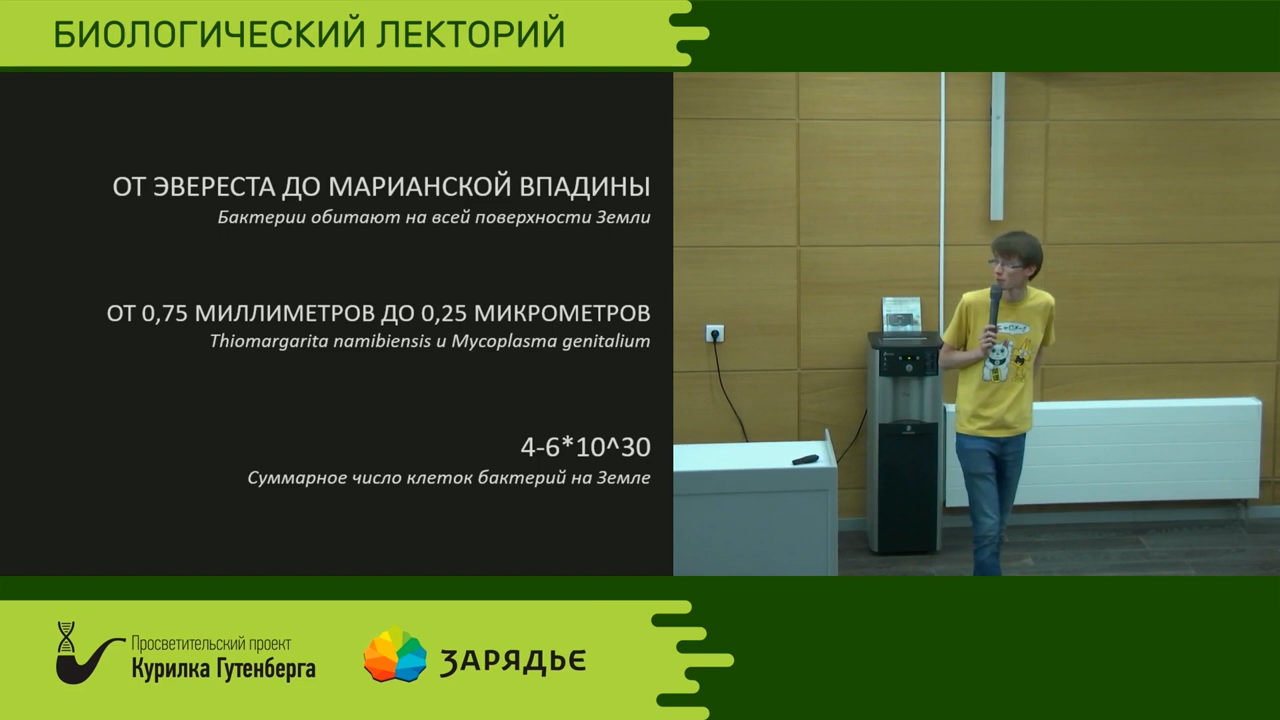 БИОЛОГИЧЕСКИЙ ЛЕКТОРИЙ
ОТ ЭВЕРЕСТА ДО МАРИАНСКОЙ ВПАДИНЫ
Бактерии обитают на всей поверхности Земли
ОТ 0,75 МИЛЛИМЕТРОВ ДО 0,25 МИКРОМЕТРОВ
Thiomargarita namibiensis и Mycoplasma genitalium
4-6*10^30
Суммарное число клеток бактерий на Земле
Просветительский проект
Курилка Гутенберга
ЗАРЯДЬЕ